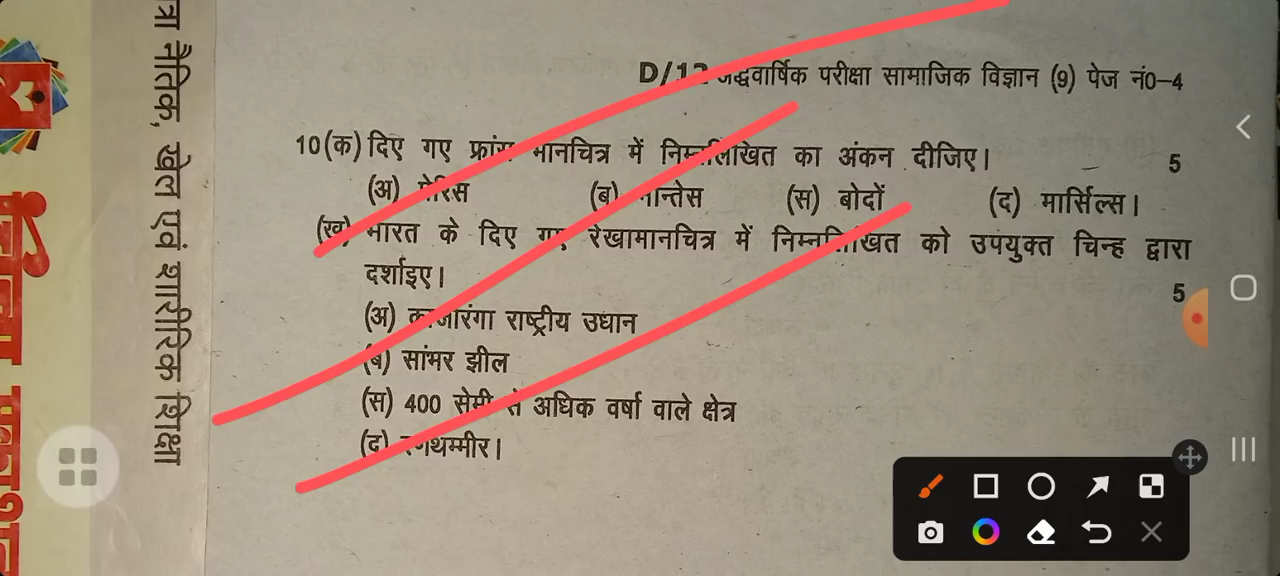 D/12 अर्द्धवार्षिक परीक्षा सामाजिक विज्ञान (9) पेज नं0–4
10(क) दिए गए फ्रांस मानचित्र में निम्नलिखित का अंकन दीजिए। 5
(अ) पेरिस (ब) नान्तेस (स) बोर्दो (द) मार्सिल्स।
(ख) भारत के दिए गए रेखामानचित्र में निम्नलिखित को उपयुक्त चिन्ह द्वारा
दर्शाइए। 5
(अ) काजीरंगा राष्ट्रीय उधान
(ब) सांभर झील
(स) 400 सेमी से अधिक वर्षा वाले क्षेत्र
(द) रणथम्मीर।
नैतिक, खेल एवं शारीरिक शिक्षा